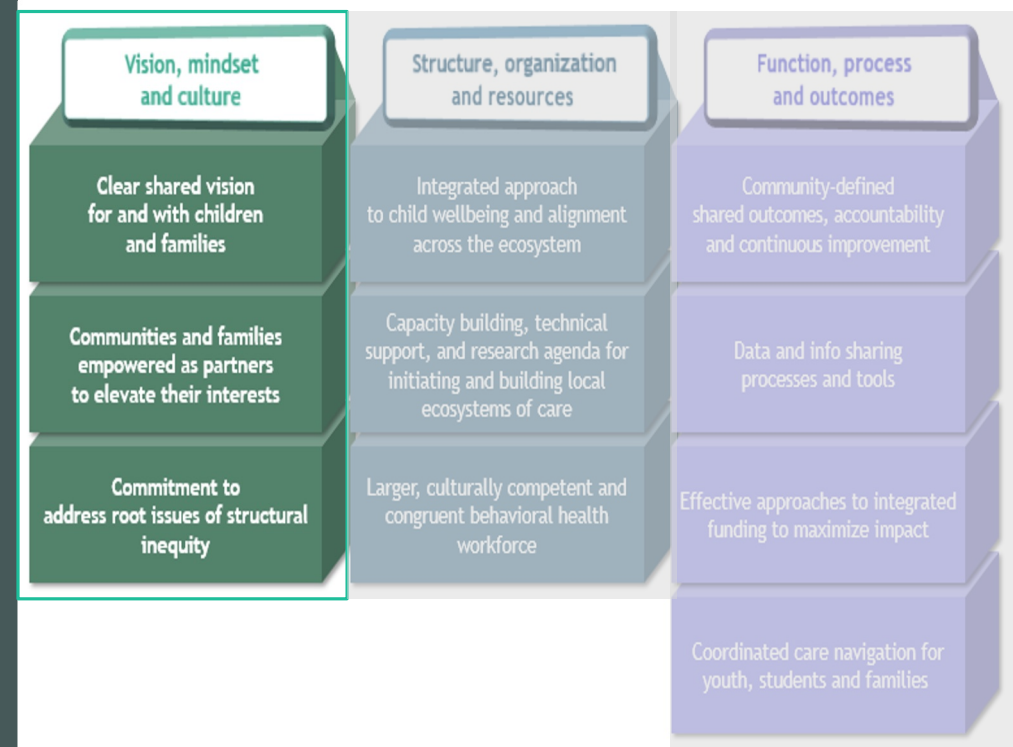 Vision, mindset
and culture
Clear shared vision
for and with children
and families
Communities and families
empowered as partners
to elevate their interests
Commitment to
address root issues of structural
inequity
Structure, organization
and resources
Integrated approach
to child wellbeing and alignment
across the ecosystem
Capacity building, technical
support, and research agenda for
initiating and building local
ecosystems of care
Larger, culturally competent and
congruent behavioral health
workforce
Function, process
and outcomes
Community-defined
shared outcomes, accountability
and continuous improvement
Data and info sharing
processes and tools
Effective approaches to integrated
funding to maximize impact
Coordinated care navigation for
youth, students and families